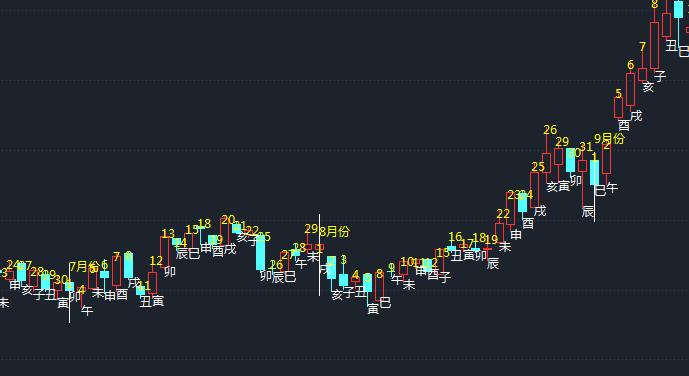 3
24
27
28
29
30
7月份
4
5
6
7
8
11
12
13
14
15
18
19
20
21
22
25
26
27
28
29
8月份
2
3
4
5
8
9
10
11
12
15
16
17
18
19
22
23
24
25
26
29
30
31
9月份
1
2
5
6
7
8
未
申
亥
子
丑
寅
卯
午
未
申
酉
戌
丑
寅
卯
辰
巳
申
酉
戌
亥
子
卯
辰
巳
午
未
戌
亥
子
丑
寅
巳
午
未
申
酉
子
丑
寅
卯
辰
未
申
酉
戌
亥
寅
卯
辰
巳
午
酉
戌
亥
子
丑
巳